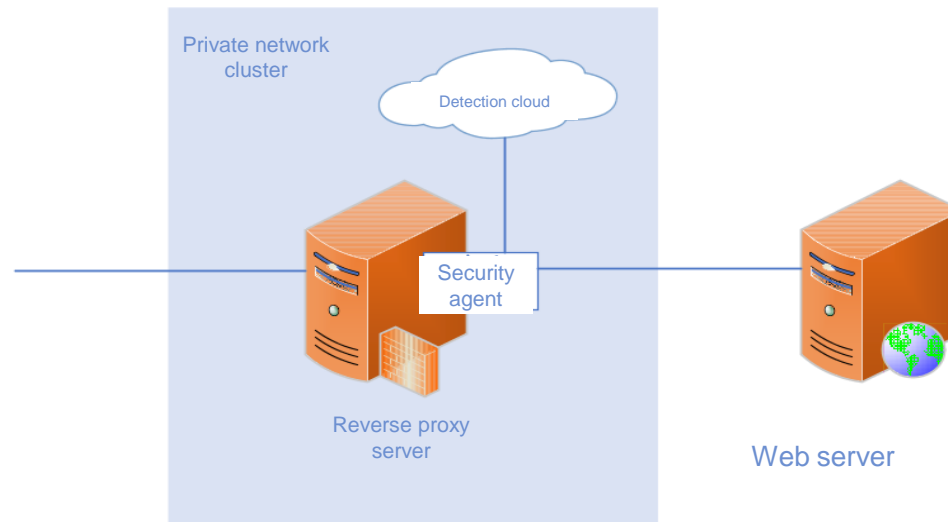 Private network
cluster
Detection cloud
Security
agent
Reverse proxy
server
Web server